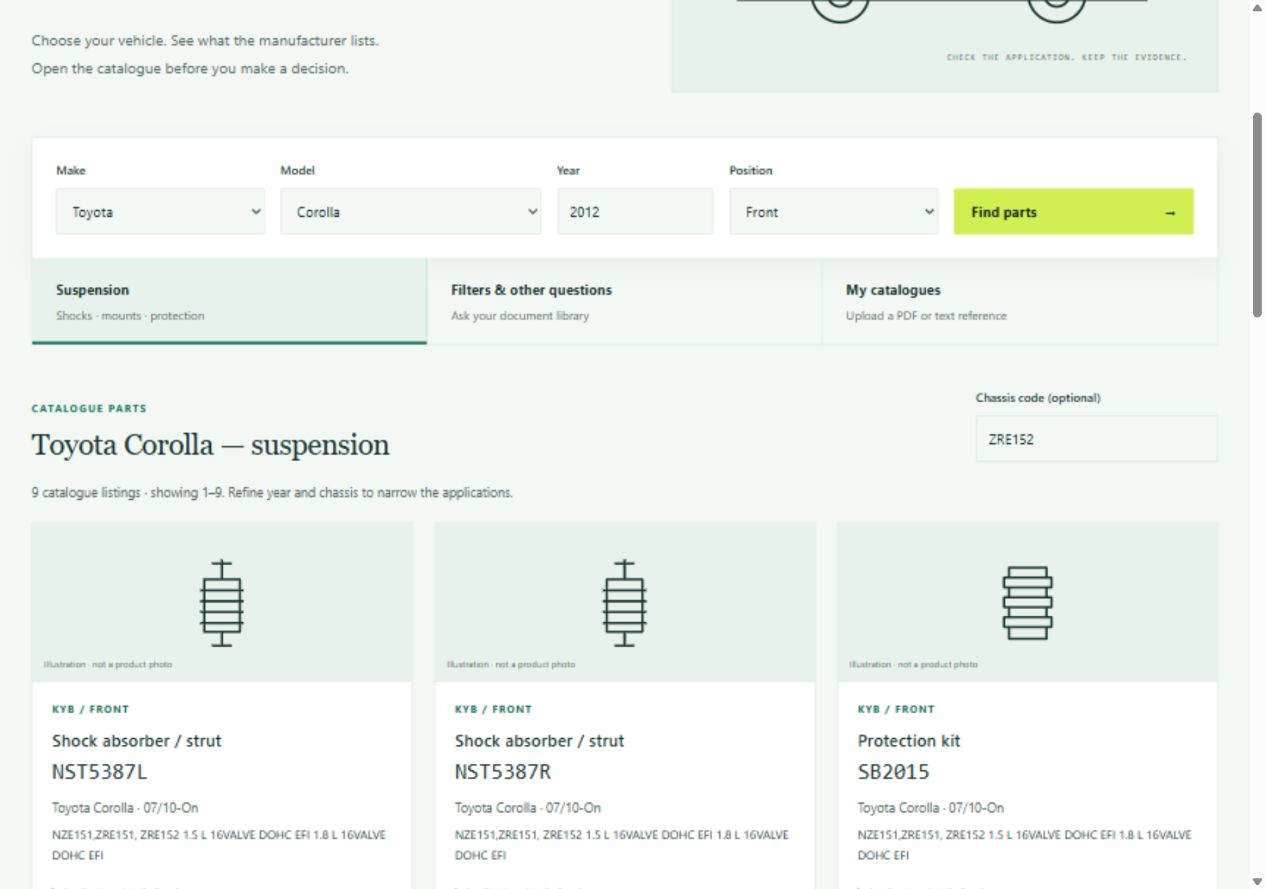 Choose your vehicle. See what the manufacturer lists.
Open the catalogue before you make a decision.
CHECK THE APPLICATION. KEEP THE EVIDENCE.
Make
Model
Year
Position
Toyota
Corolla
2012
Front
Find parts →
Suspension
Shocks · mounts · protection
Filters & other questions
Ask your document library
My catalogues
Upload a PDF or text reference
CATALOGUE PARTS
Toyota Corolla — suspension
Chassis code (optional)
ZRE152
9 catalogue listings · showing 1–9. Refine year and chassis to narrow the applications.
Illustration · not a product photo
KYB / FRONT
Shock absorber / strut
NST5387L
Toyota Corolla · 07/10-On
NZE151,ZRE151, ZRE152 1.5 L 16VALVE DOHC EFI 1.8 L 16VALVE
DOHC EFI
Illustration · not a product photo
KYB / FRONT
Shock absorber / strut
NST5387R
Toyota Corolla · 07/10-On
NZE151,ZRE151, ZRE152 1.5 L 16VALVE DOHC EFI 1.8 L 16VALVE
DOHC EFI
Illustration · not a product photo
KYB / FRONT
Protection kit
SB2015
Toyota Corolla · 07/10-On
NZE151,ZRE151, ZRE152 1.5 L 16VALVE DOHC EFI 1.8 L 16VALVE
DOHC EFI